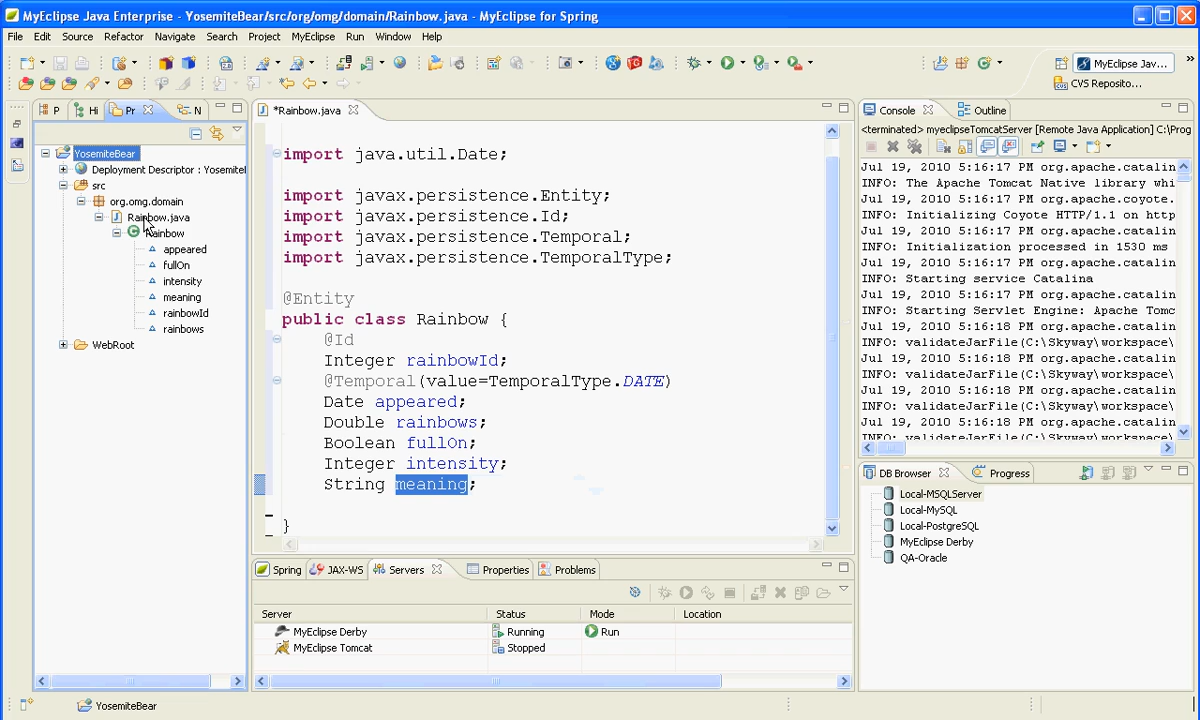 MyEclipse Java Enterprise - YosemiteBear/src/org/omg/domain/Rainbow.java - MyEclipse for Spring
File Edit Source Refactor Navigate Search Project MyEclipse Run Window Help
MyEclipse Jav...
CVS Reposito...
P Hi Pr N
YosemiteBear
Deployment Descriptor : Yosemitel
src
org.omg.domain
Rainbow.java
Rainbow
appeared
fullOn
intensity
meaning
rainbowId
rainbows
WebRoot
*Rainbow.java
import java.util.Date;
import javax.persistence.Entity;
import javax.persistence.Id;
import javax.persistence.Temporal;
import javax.persistence.TemporalType;
@Entity
public class Rainbow {
@Id
Integer rainbowId;
@Temporal(value=TemporalType.DATE)
Date appeared;
Double rainbows;
Boolean fullOn;
Integer intensity;
String meaning;
}
Console Outline
<terminated> myeclipseTomcatServer [Remote Java Application] C:\Prog
Jul 19, 2010 5:16:17 PM org.apache.catalin
INFO: The Apache Tomcat Native library whi
Jul 19, 2010 5:16:17 PM org.apache.coyote.
INFO: Initializing Coyote HTTP/1.1 on http
Jul 19, 2010 5:16:17 PM org.apache.catalin
INFO: Initialization processed in 1530 ms
Jul 19, 2010 5:16:17 PM org.apache.catalin
INFO: Starting service Catalina
Jul 19, 2010 5:16:17 PM org.apache.catalin
INFO: Starting Servlet Engine: Apache Tomc
Jul 19, 2010 5:16:18 PM org.apache.catalin
INFO: validateJarFile(C:\Skyway\workspace\
Jul 19, 2010 5:16:18 PM org.apache.catalin
INFO: validateJarFile(C:\Skyway\workspace\
Jul 19, 2010 5:16:18 PM org.apache.catalin
INFO: validateJarFile(C:\Skyway\workspace\
Jul 19, 2010 5:16:18 PM org.apache.catalin
INFO: validateJarFile(C:\Skyway\workspace\
DB Browser Progress
Local-MSQLServer
Local-MySQL
Local-PostgreSQL
MyEclipse Derby
QA-Oracle
Spring JAX-WS Servers Properties Problems
Server Status Mode Location
MyEclipse Derby Running Run
MyEclipse Tomcat Stopped
YosemiteBear